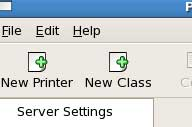 File Edit Help
New Printer New Class
Server Settings